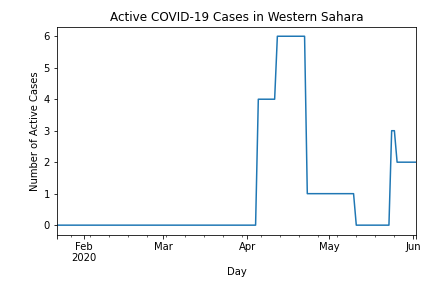 Active COVID-19 Cases in Western Sahara
6
5
4
3
2
1
0
Number of Active Cases
Feb
2020
Mar
Apr
May
Jun
Day